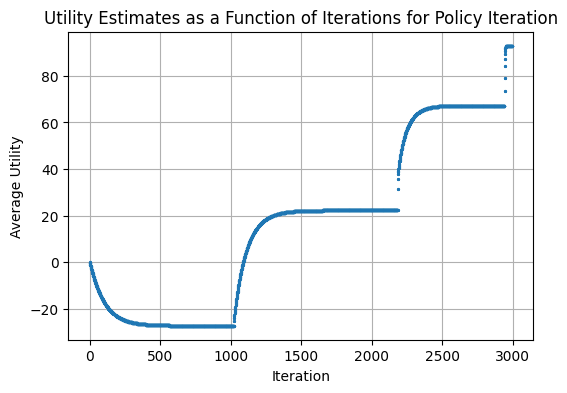 Utility Estimates as a Function of Iterations for Policy Iteration
Average Utility
80
60
40
20
0
−20
0 500 1000 1500 2000 2500 3000
Iteration